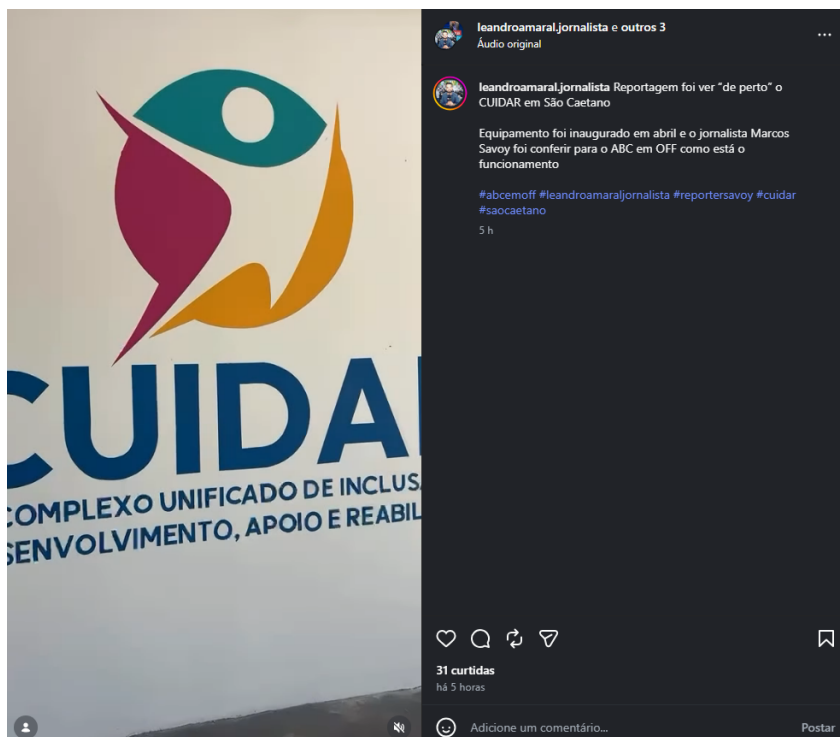 CUIDA
COMPLEXO UNIFICADO DE INCLUS
SENVOLVIMENTO, APOIO E REABIL
leandroamaral.jornalista e outros 3
Áudio original
leandroamaral.jornalista Reportagem foi ver “de perto” o
CUIDAR em São Caetano
Equipamento foi inaugurado em abril e o jornalista Marcos
Savoy foi conferir para o ABC em OFF como está o
funcionamento
#abcemoff #leandroamaraljornalista #reportersavoy #cuidar
#saocaetano
5 h
31 curtidas
há 5 horas
Adicione um comentário...
Postar